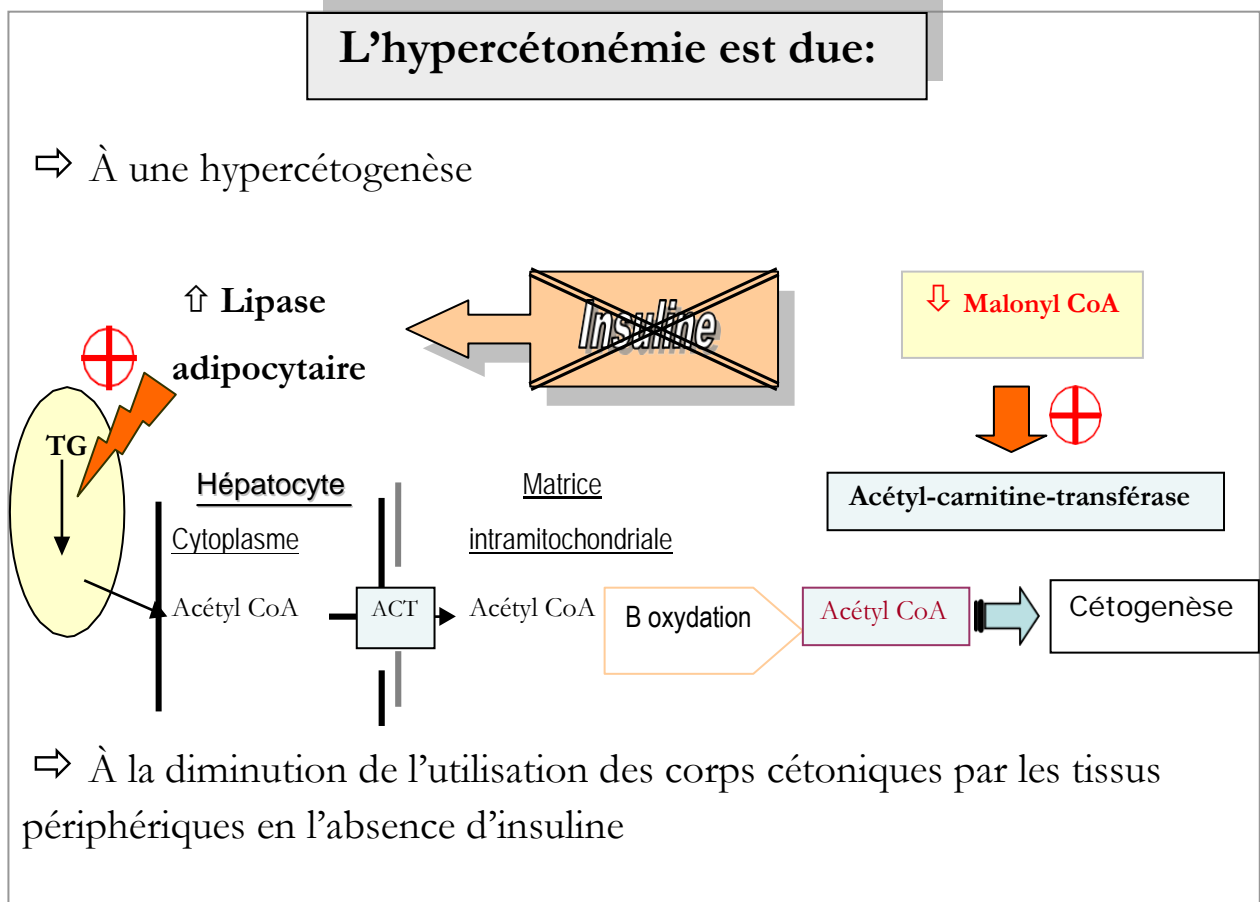 L’hypercétonémie est due:
⇨ À une hypercétogenèse
⇧ Lipase
adipocytaire
Insuline
⇩ Malonyl CoA
TG
Acétyl-carnitine-transférase
Hépatocyte
Cytoplasme
Matrice
intramitochondriale
Acétyl CoA
ACT
Acétyl CoA
B oxydation
Acétyl CoA
Cétogenèse
⇨ À la diminution de l’utilisation des corps cétoniques par les tissus
périphériques en l’absence d’insuline